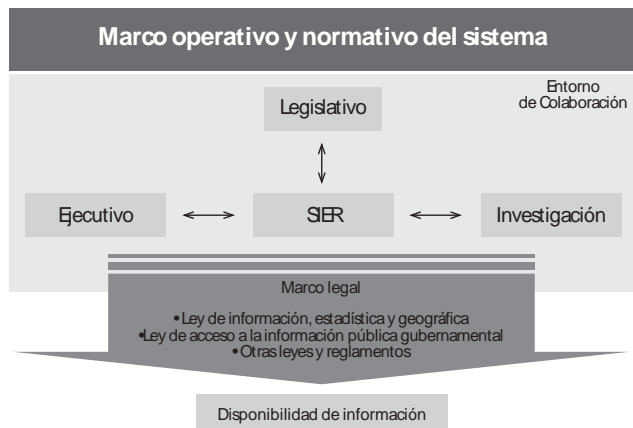 Marco operativo y normativo del sistema
Entorno
de Colaboración
Legislativo
Ejecutivo
SIER
Investigación
Marco legal
•Ley de información, estadística y geográfica
•Ley de acceso a la información pública gubernamental
•Otras leyes y reglamentos
Disponibilidad de información